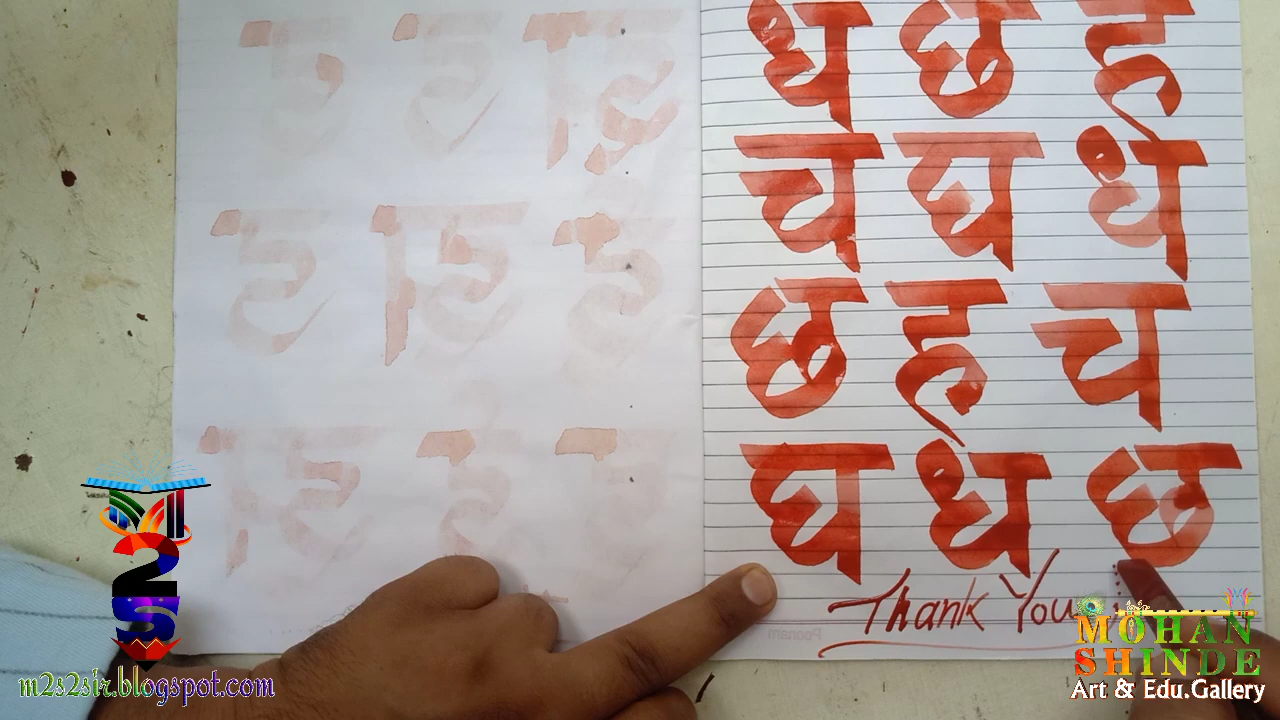 ध छ ह
च घ ध
छ ह च
घ ध छ
Thank You
m2s2sir.blogspot.com
MOHAN
SHINDE
Art & Edu.Gallery